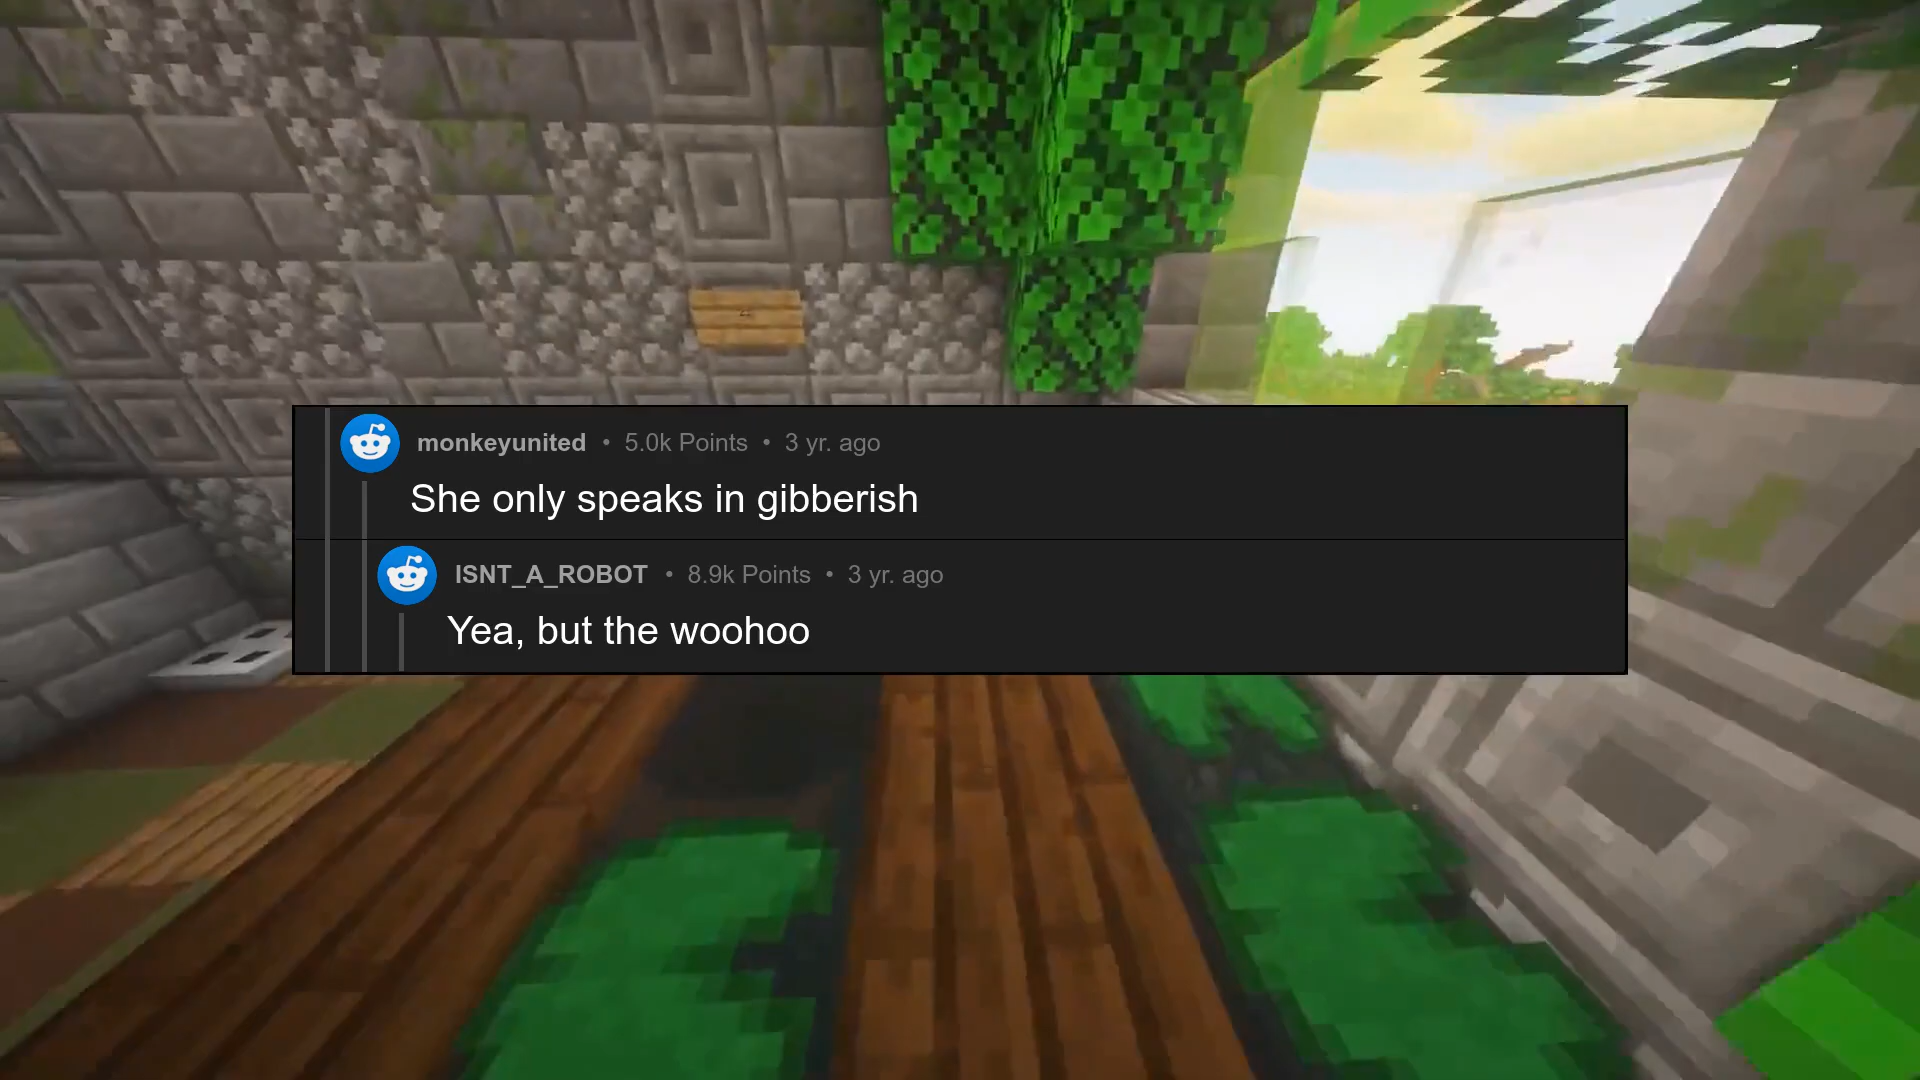 monkeyunited • 5.0k Points • 3 yr. ago
She only speaks in gibberish
ISNT_A_ROBOT • 8.9k Points • 3 yr. ago
Yea, but the woohoo